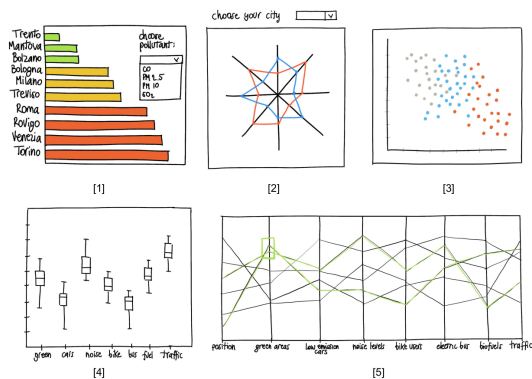 Trento
Mantova
Bolzano
Bologna
Milano
Treviso
Roma
Rovigo
Venezia
Torino
choose
pollutant:
CO
PM 2.5
PM 10
SO2
[1]
choose your city
[2]
[3]
green cars noise bike bus fuel traffic
[4]
position green areas low emission cars noise levels bike uses electric bus biofuels traffic
[5]